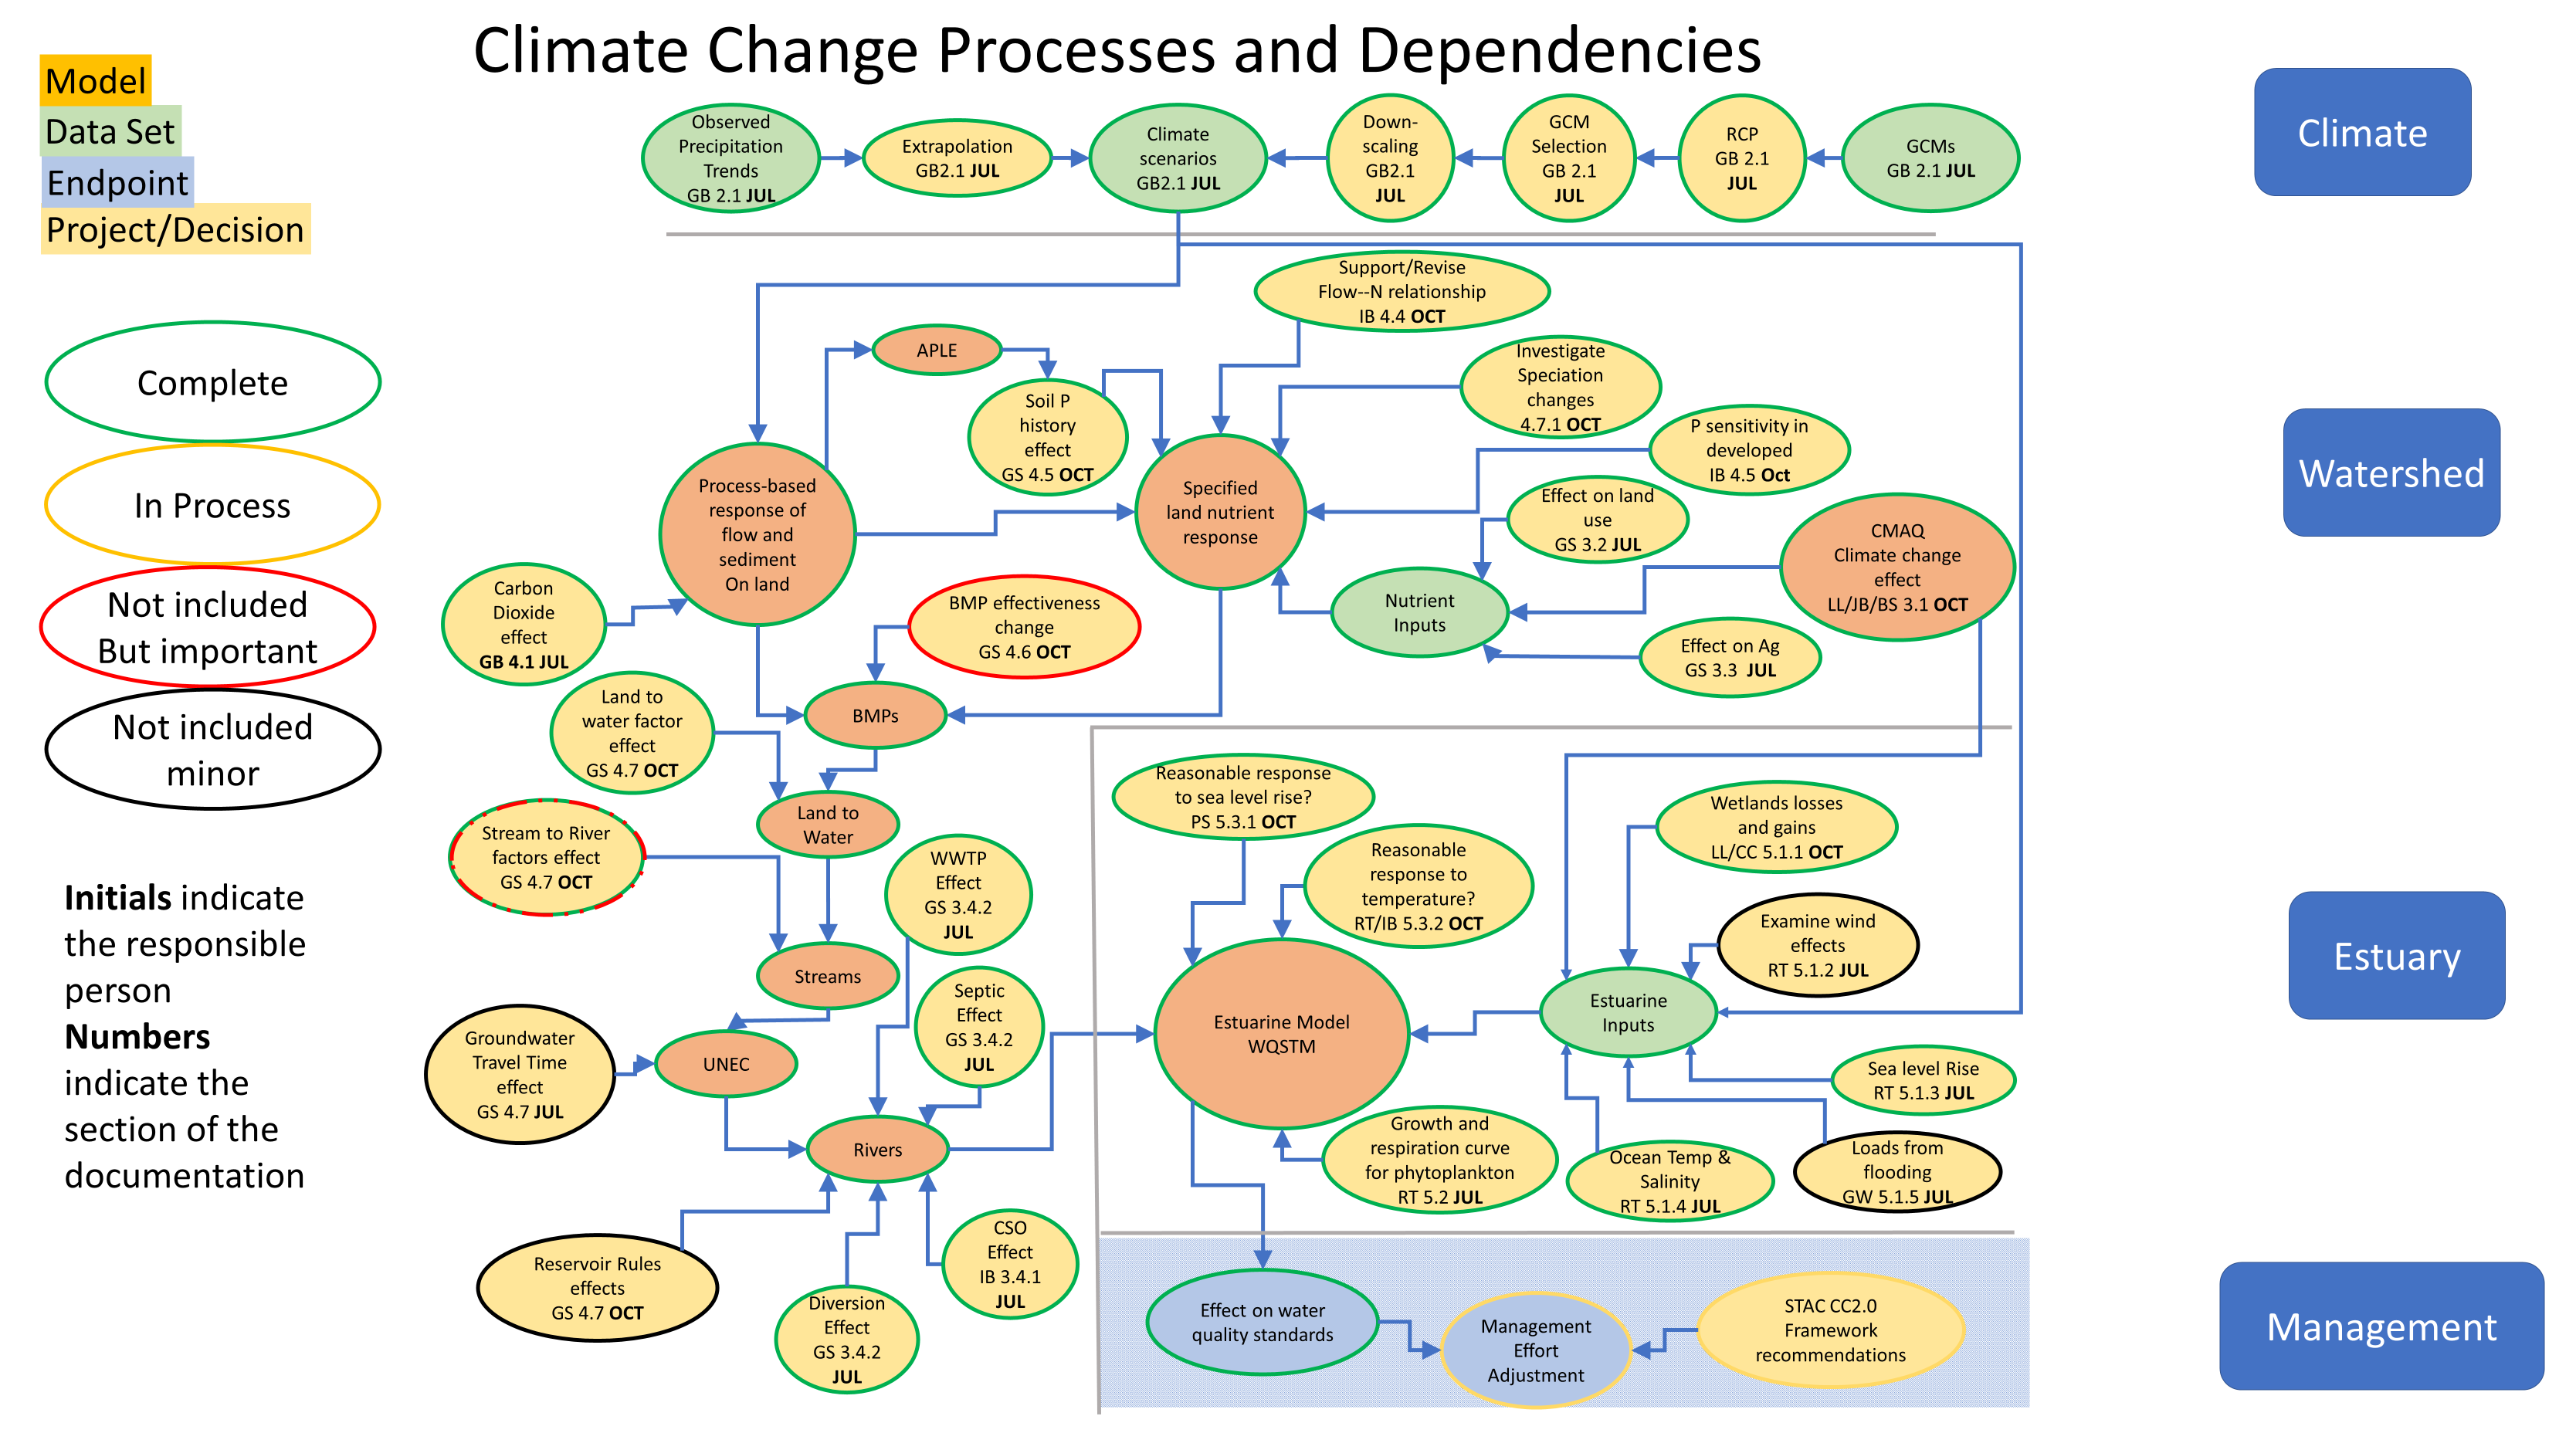 Climate Change Processes and Dependencies
Model
Data Set
Endpoint
Project/Decision
Complete
In Process
Not included
But important
Not included
minor
Initials indicate
the responsible
person
Numbers
indicate the
section of the
documentation
Observed
Precipitation
Trends
GB 2.1 JUL
Extrapolation
GB2.1 JUL
Climate
scenarios
GB2.1 JUL
Down-
scaling
GB2.1
JUL
GCM
Selection
GB 2.1
JUL
RCP
GB 2.1
JUL
GCMs
GB 2.1 JUL
Climate
Support/Revise
Flow--N relationship
IB 4.4 OCT
APLE
Investigate
Speciation
changes
4.7.1 OCT
Soil P
history
effect
GS 4.5 OCT
P sensitivity in
developed
IB 4.5 Oct
Process-based
response of
flow and
sediment
On land
Specified
land nutrient
response
Effect on land
use
GS 3.2 JUL
CMAQ
Climate change
effect
LL/JB/BS 3.1 OCT
Watershed
Carbon
Dioxide
effect
GB 4.1 JUL
BMP effectiveness
change
GS 4.6 OCT
Nutrient
Inputs
Effect on Ag
GS 3.3 JUL
Land to
water factor
effect
GS 4.7 OCT
BMPs
Land to
Water
Stream to River
factors effect
GS 4.7 OCT
WWTP
Effect
GS 3.4.2
JUL
Streams
Septic
Effect
GS 3.4.2
JUL
Groundwater
Travel Time
effect
GS 4.7 JUL
UNEC
Rivers
Reservoir Rules
effects
GS 4.7 OCT
Diversion
Effect
GS 3.4.2
JUL
CSO
Effect
IB 3.4.1
JUL
Reasonable response
to sea level rise?
PS 5.3.1 OCT
Reasonable
response to
temperature?
RT/IB 5.3.2 OCT
Wetlands losses
and gains
LL/CC 5.1.1 OCT
Examine wind
effects
RT 5.1.2 JUL
Estuarine Model
WQSTM
Estuarine
Inputs
Sea level Rise
RT 5.1.3 JUL
Growth and
respiration curve
for phytoplankton
RT 5.2 JUL
Ocean Temp &
Salinity
RT 5.1.4 JUL
Loads from
flooding
GW 5.1.5 JUL
Estuary
Effect on water
quality standards
Management
Effort
Adjustment
STAC CC2.0
Framework
recommendations
Management